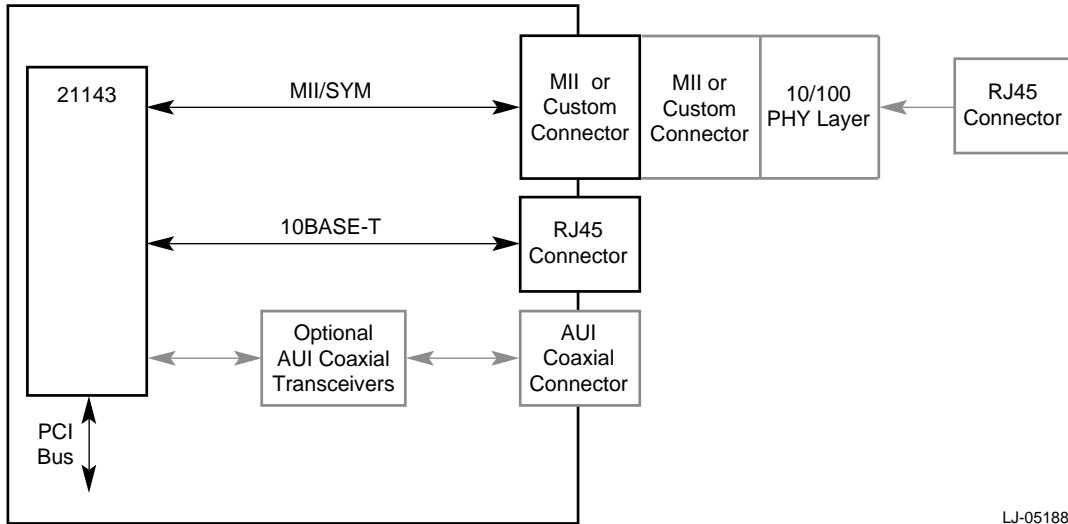 21143
MII/SYM
MII or
Custom
Connector
MII or
Custom
Connector
10/100
PHY Layer
RJ45
Connector
10BASE-T
RJ45
Connector
Optional
AUI Coaxial
Transceivers
AUI
Coaxial
Connector
PCI
Bus
LJ-05188